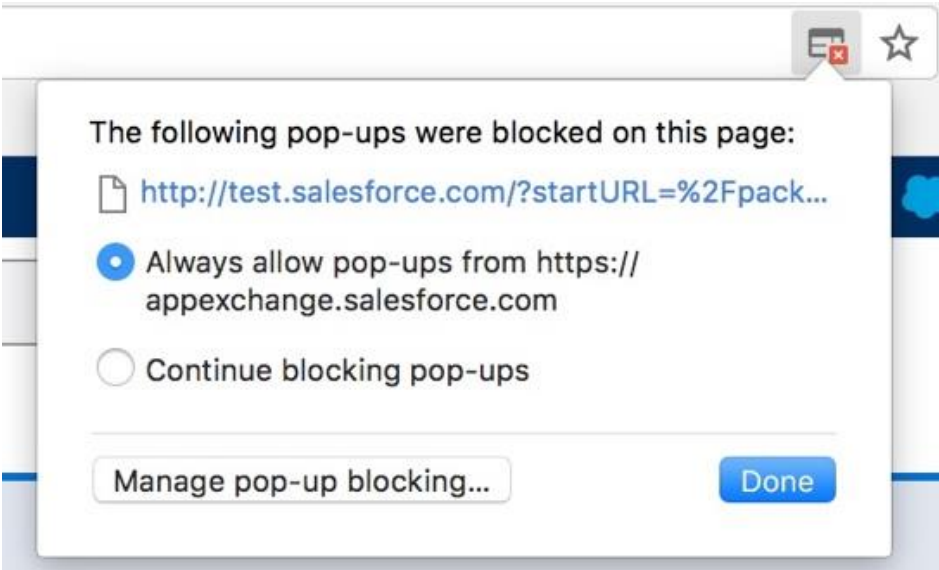 The following pop-ups were blocked on this page:
http://test.salesforce.com/?startURL=%2Fpack...
Always allow pop-ups from https://
appexchange.salesforce.com
Continue blocking pop-ups
Manage pop-up blocking...
Done